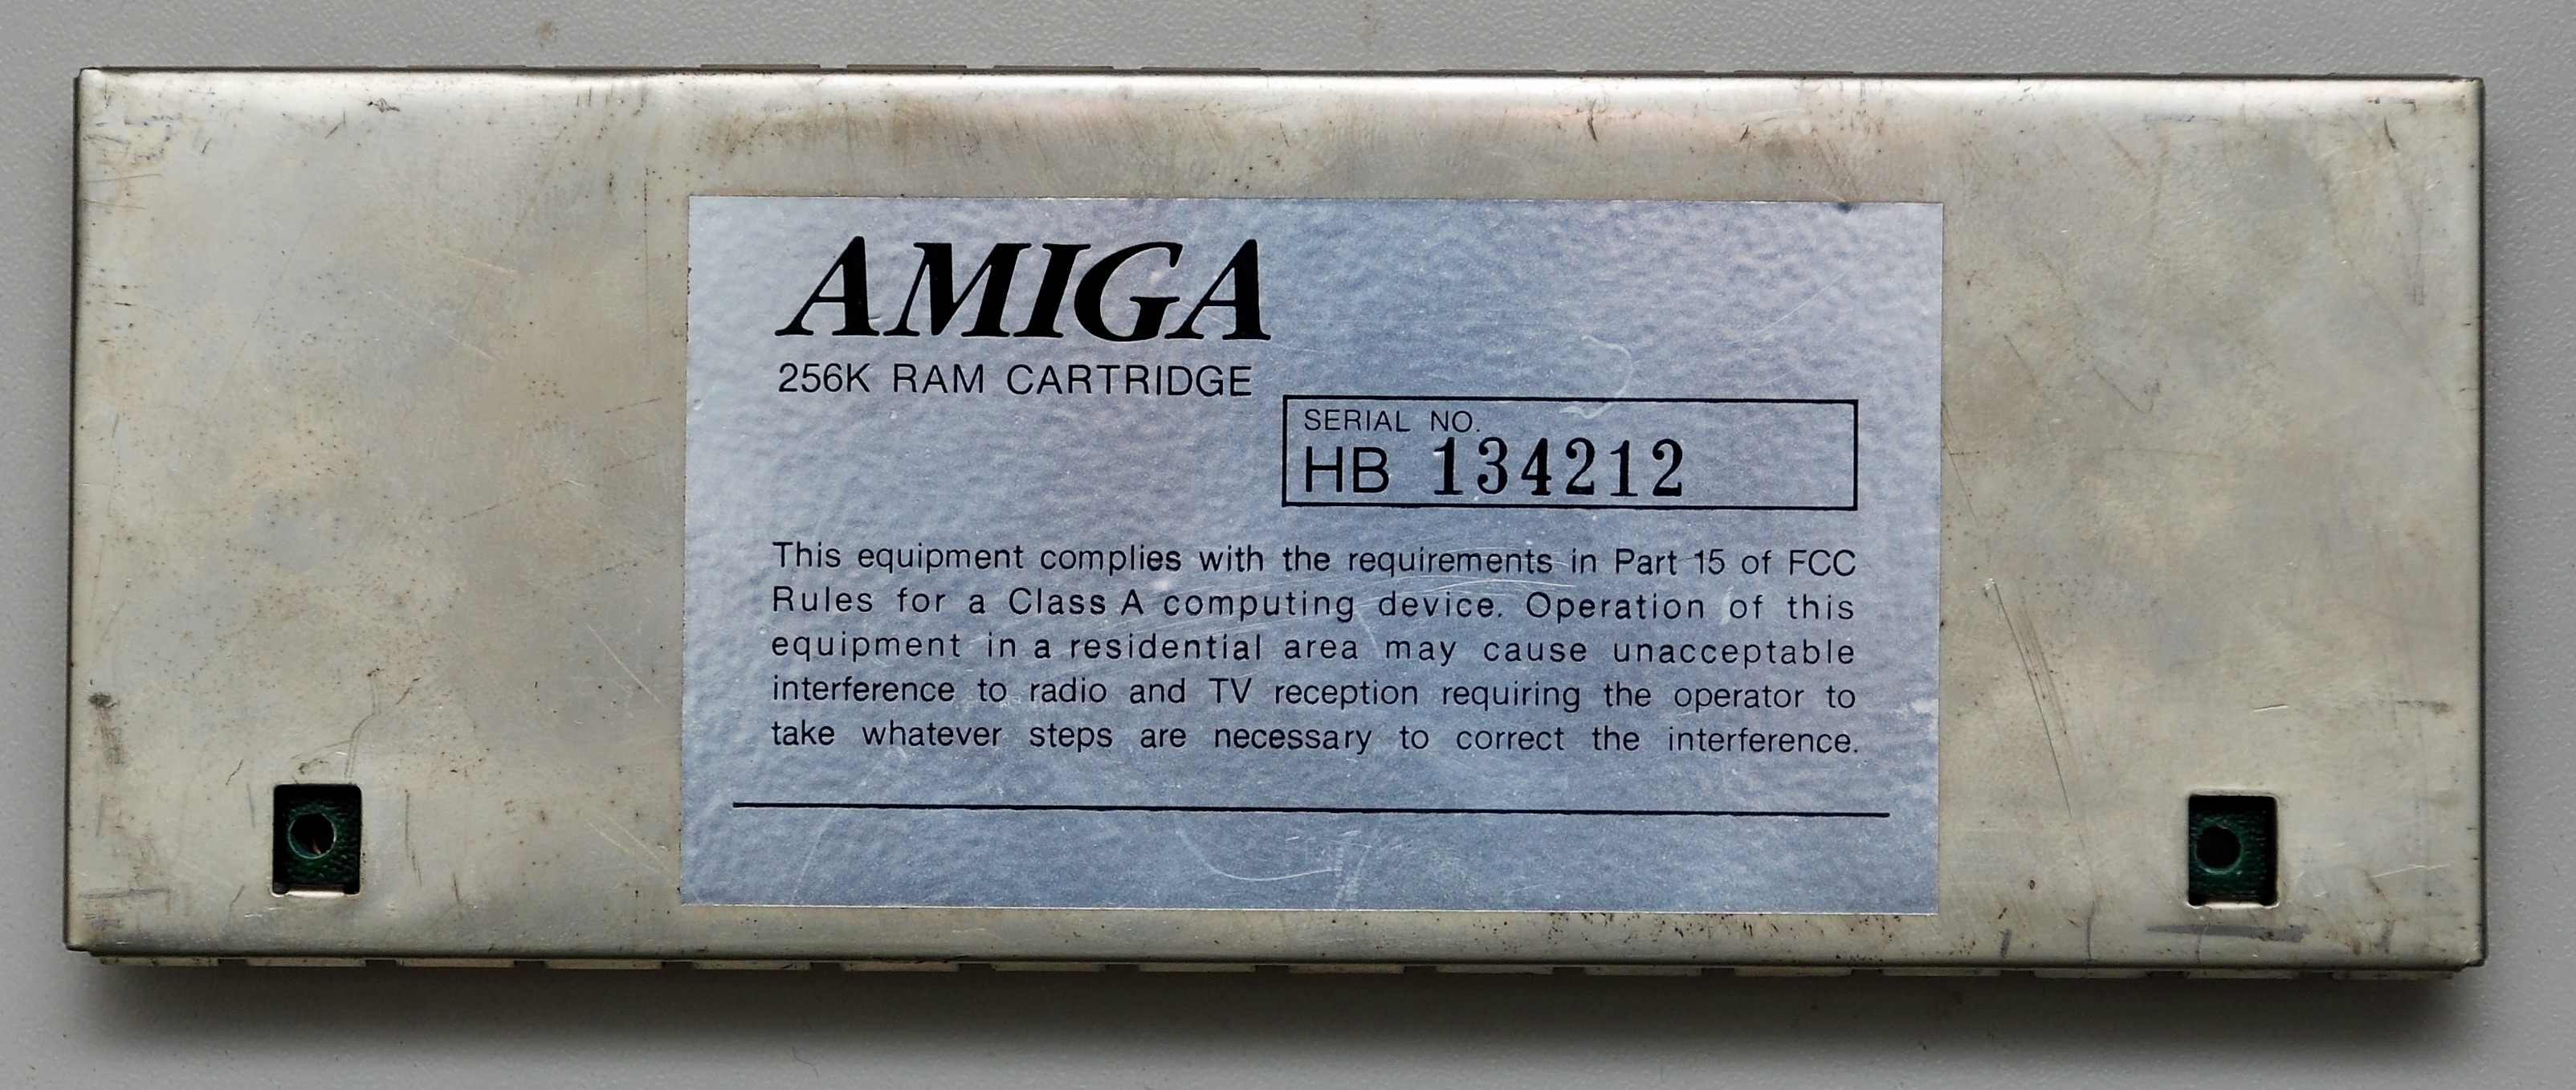 AMIGA
256K RAM CARTRIDGE
SERIAL NO.
HB 134212
This equipment complies with the requirements in Part 15 of FCC
Rules for a Class A computing device. Operation of this
equipment in a residential area may cause unacceptable
interference to radio and TV reception requiring the operator to
take whatever steps are necessary to correct the interference.